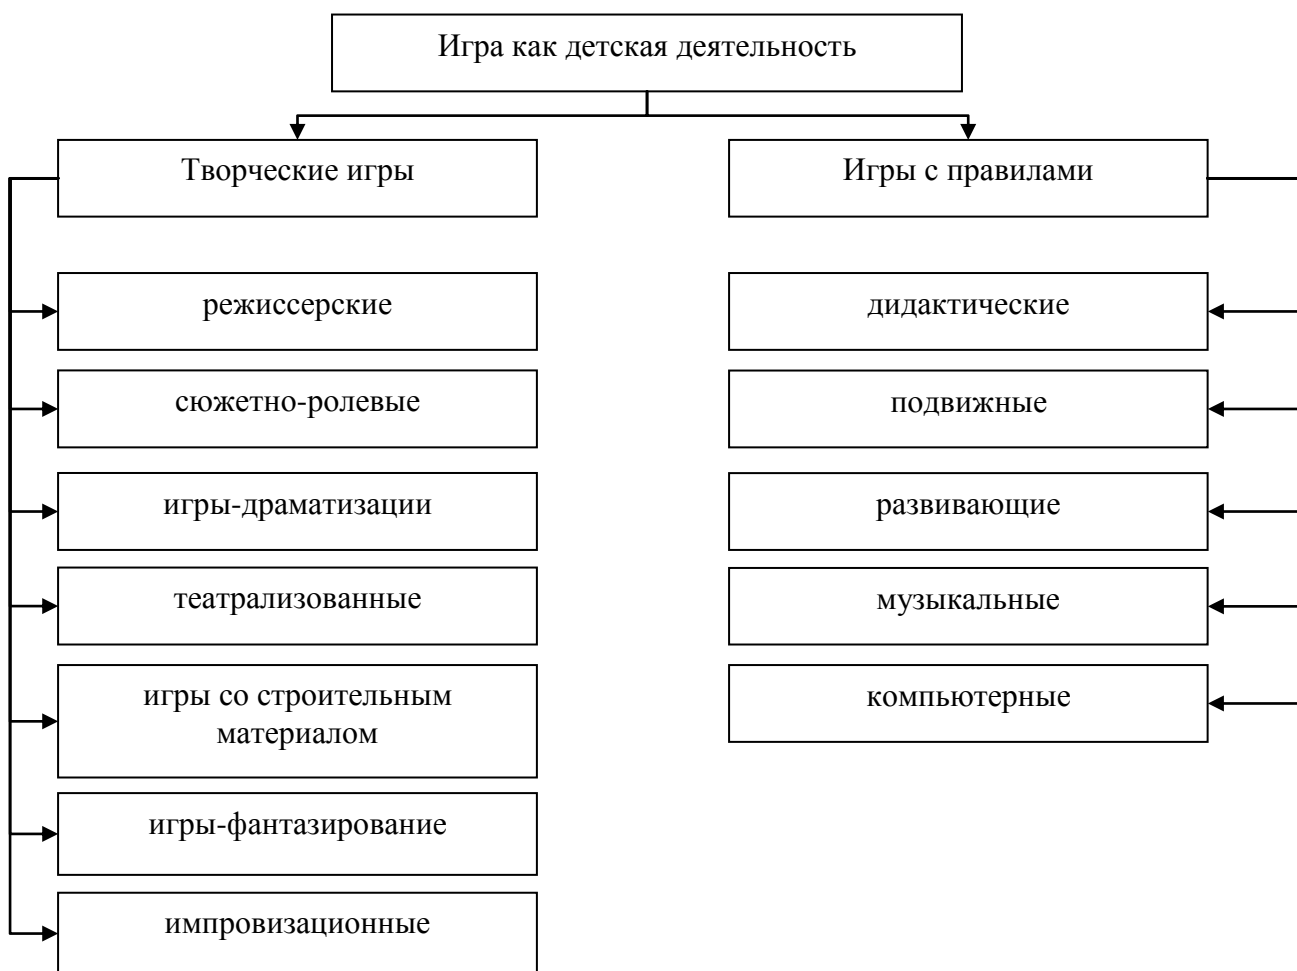 Игра как детская деятельность
Творческие игры
Игры с правилами
режиссерские
дидактические
сюжетно-ролевые
подвижные
игры-драматизации
развивающие
театрализованные
музыкальные
игры со строительным
материалом
компьютерные
игры-фантазирование
импровизационные